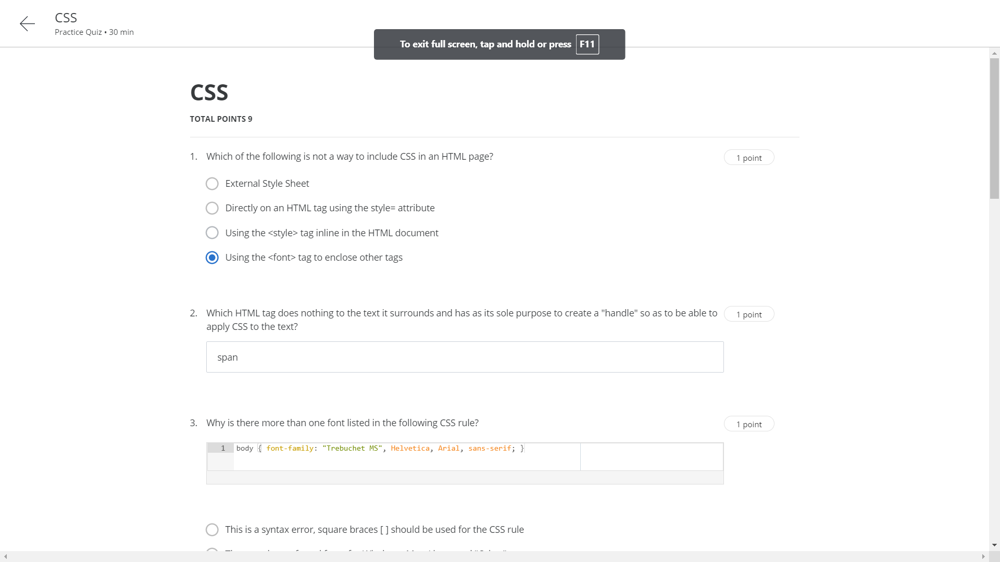 CSS
Practice Quiz • 30 min
To exit full screen, tap and hold or press F11
CSS
TOTAL POINTS 9
1. Which of the following is not a way to include CSS in an HTML page?
1 point
External Style Sheet
Directly on an HTML tag using the style= attribute
Using the <style> tag inline in the HTML document
Using the <font> tag to enclose other tags
2. Which HTML tag does nothing to the text it surrounds and has as its sole purpose to create a "handle" so as to be able to
apply CSS to the text?
1 point
span
3. Why is there more than one font listed in the following CSS rule?
1 point
1 body { font-family: "Trebuchet MS", Helvetica, Arial, sans-serif; }
This is a syntax error, square braces [ ] should be used for the CSS rule